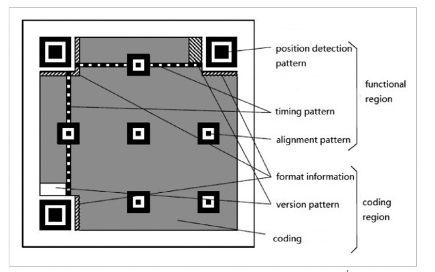 position detection
pattern
functional
region
timing pattern
alignment pattern
format information
coding
region
version pattern
coding